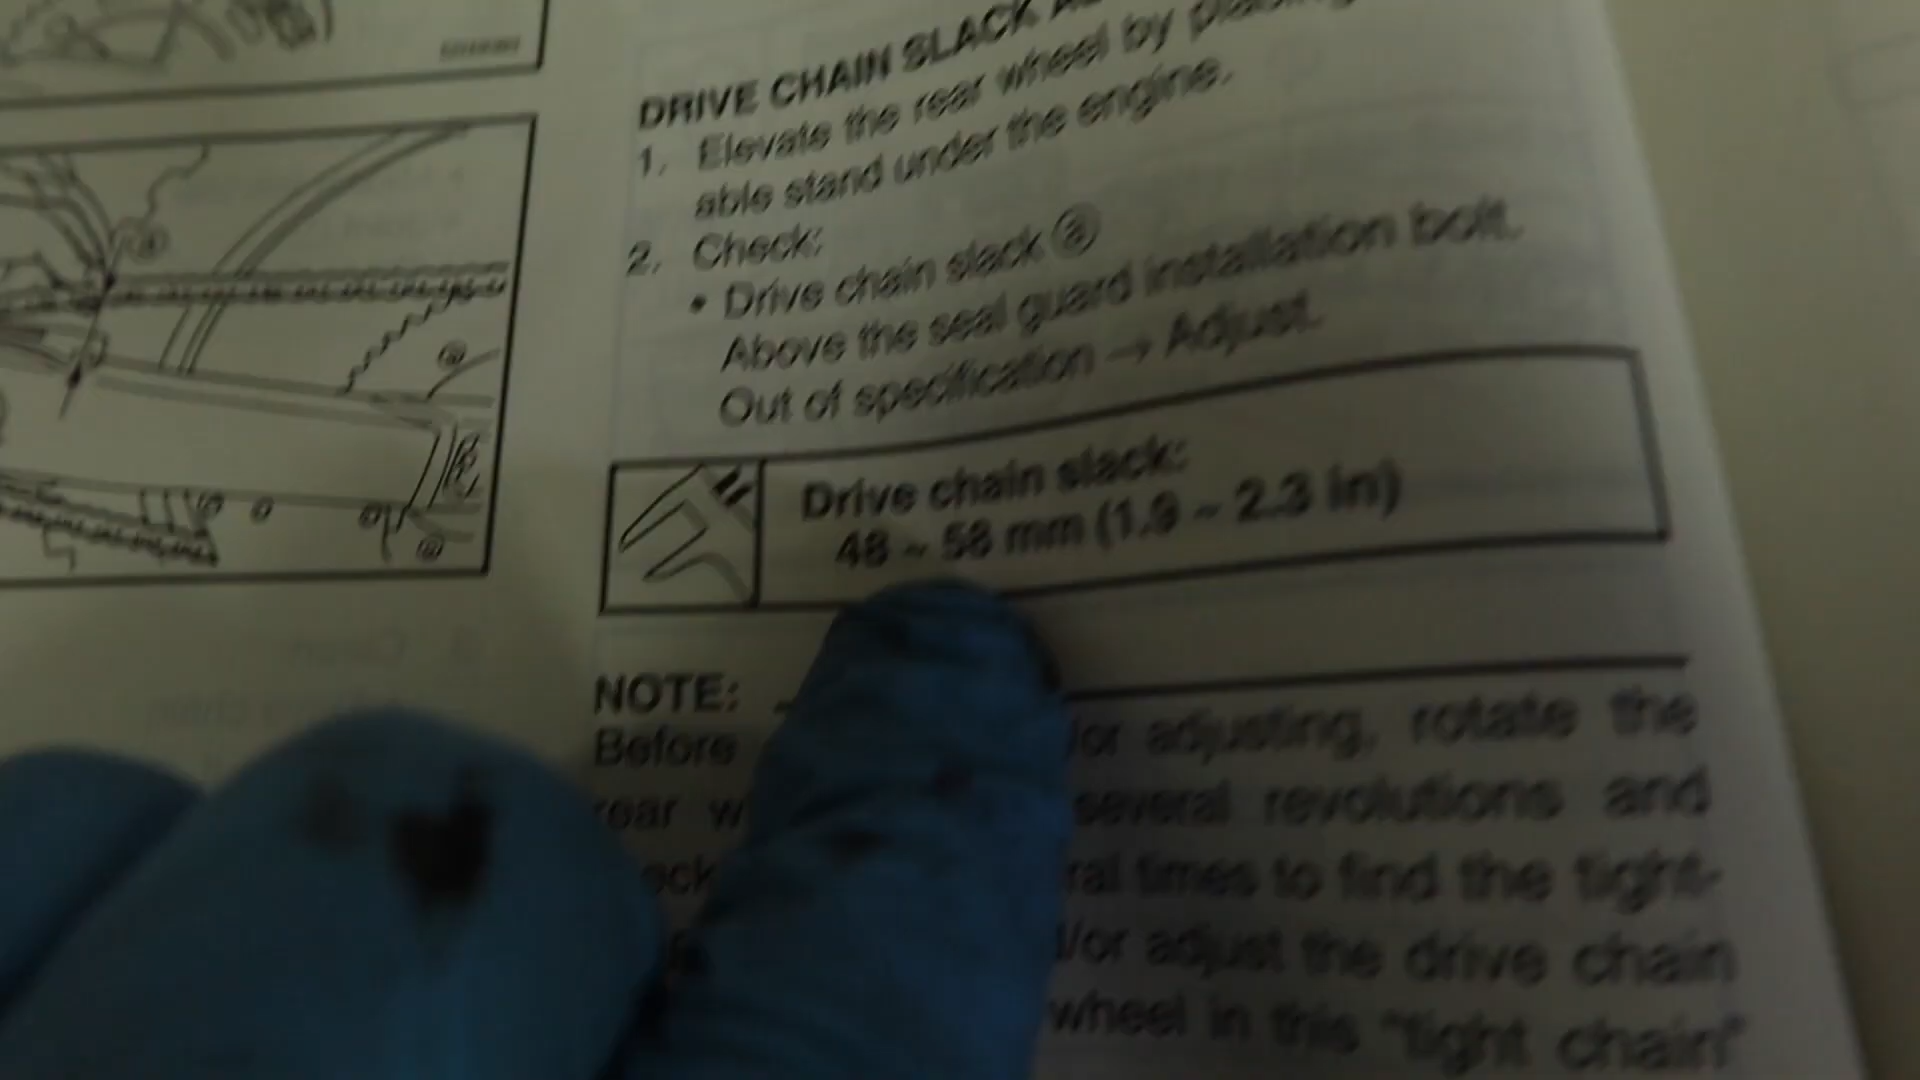 DRIVE CHAIN SLACK
1. Elevate the rear wheel by placing
able stand under the engine.
2. Check:
• Drive chain slack ⓐ
Above the seal guard installation bolt.
Out of specification → Adjust.
Drive chain slack:
48 ~ 58 mm (1.9 ~ 2.3 in)
NOTE:
Before /or adjusting, rotate the
rear several revolutions and
times to find the tight-
/or adjust the drive chain
wheel in this "tight chain"